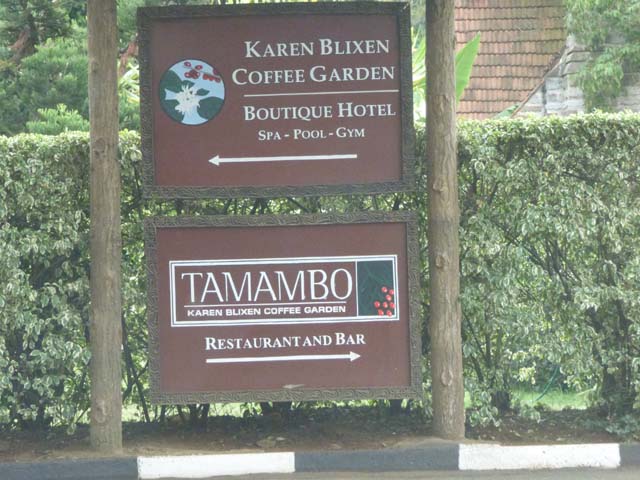 KAREN BLIXEN
COFFEE GARDEN
BOUTIQUE HOTEL
SPA - POOL - GYM
TAMAMBO
KAREN BLIXEN COFFEE GARDEN
RESTAURANT AND BAR